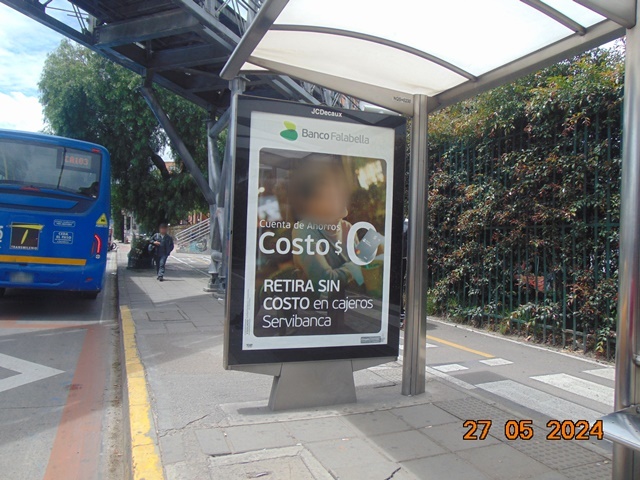 JCDecaux
Banco Falabella
Cuenta de Ahorros
Costo $0
RETIRA SIN
COSTO en cajeros
Servibanca
27 05 2024